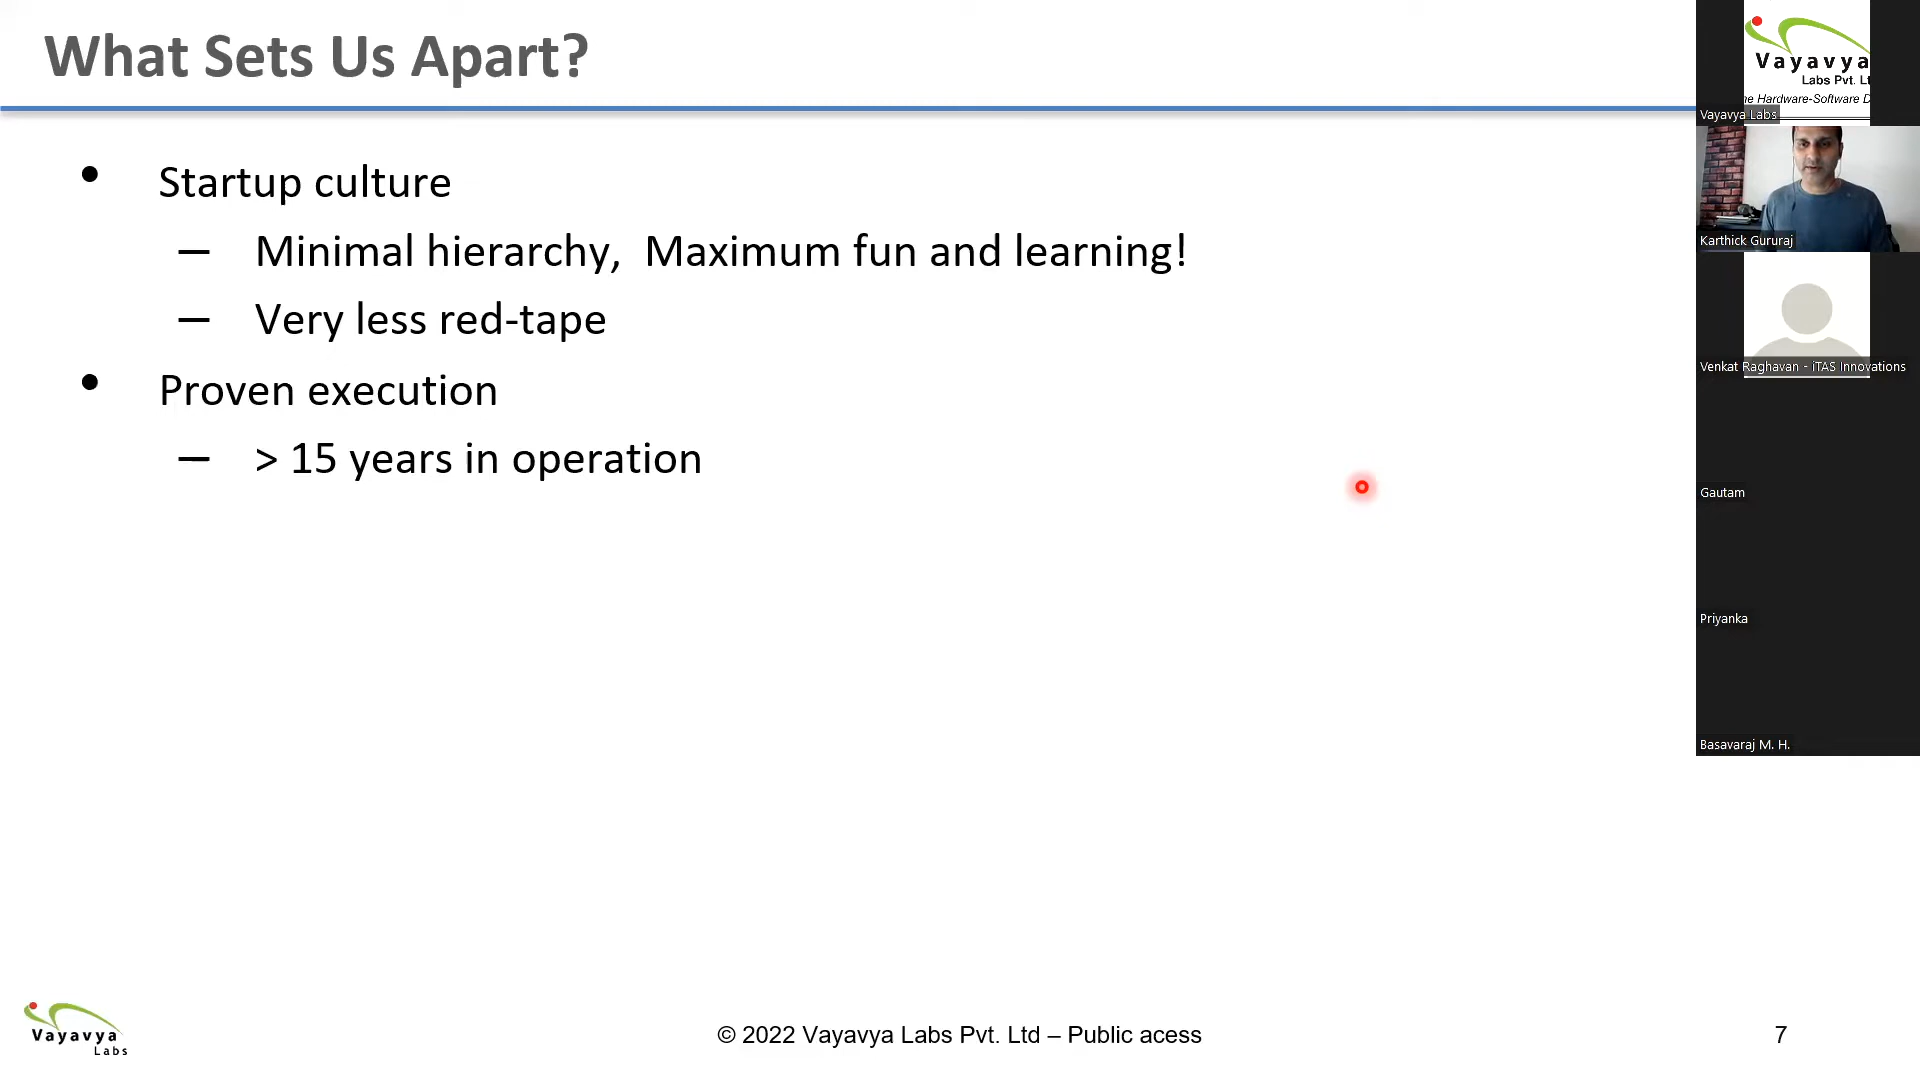 What Sets Us Apart?
• Startup culture
– Minimal hierarchy, Maximum fun and learning!
– Very less red-tape
• Proven execution
– > 15 years in operation
Vayavya
Labs
© 2022 Vayavya Labs Pvt. Ltd – Public acess
7
Vayavya
Labs Pvt. Lt
Hardware-Software D
Vayavya Labs
Karthick Gururaj
Venkat Raghavan - iTAS Innovations
Gautam
Priyanka
Basavaraj M. H.